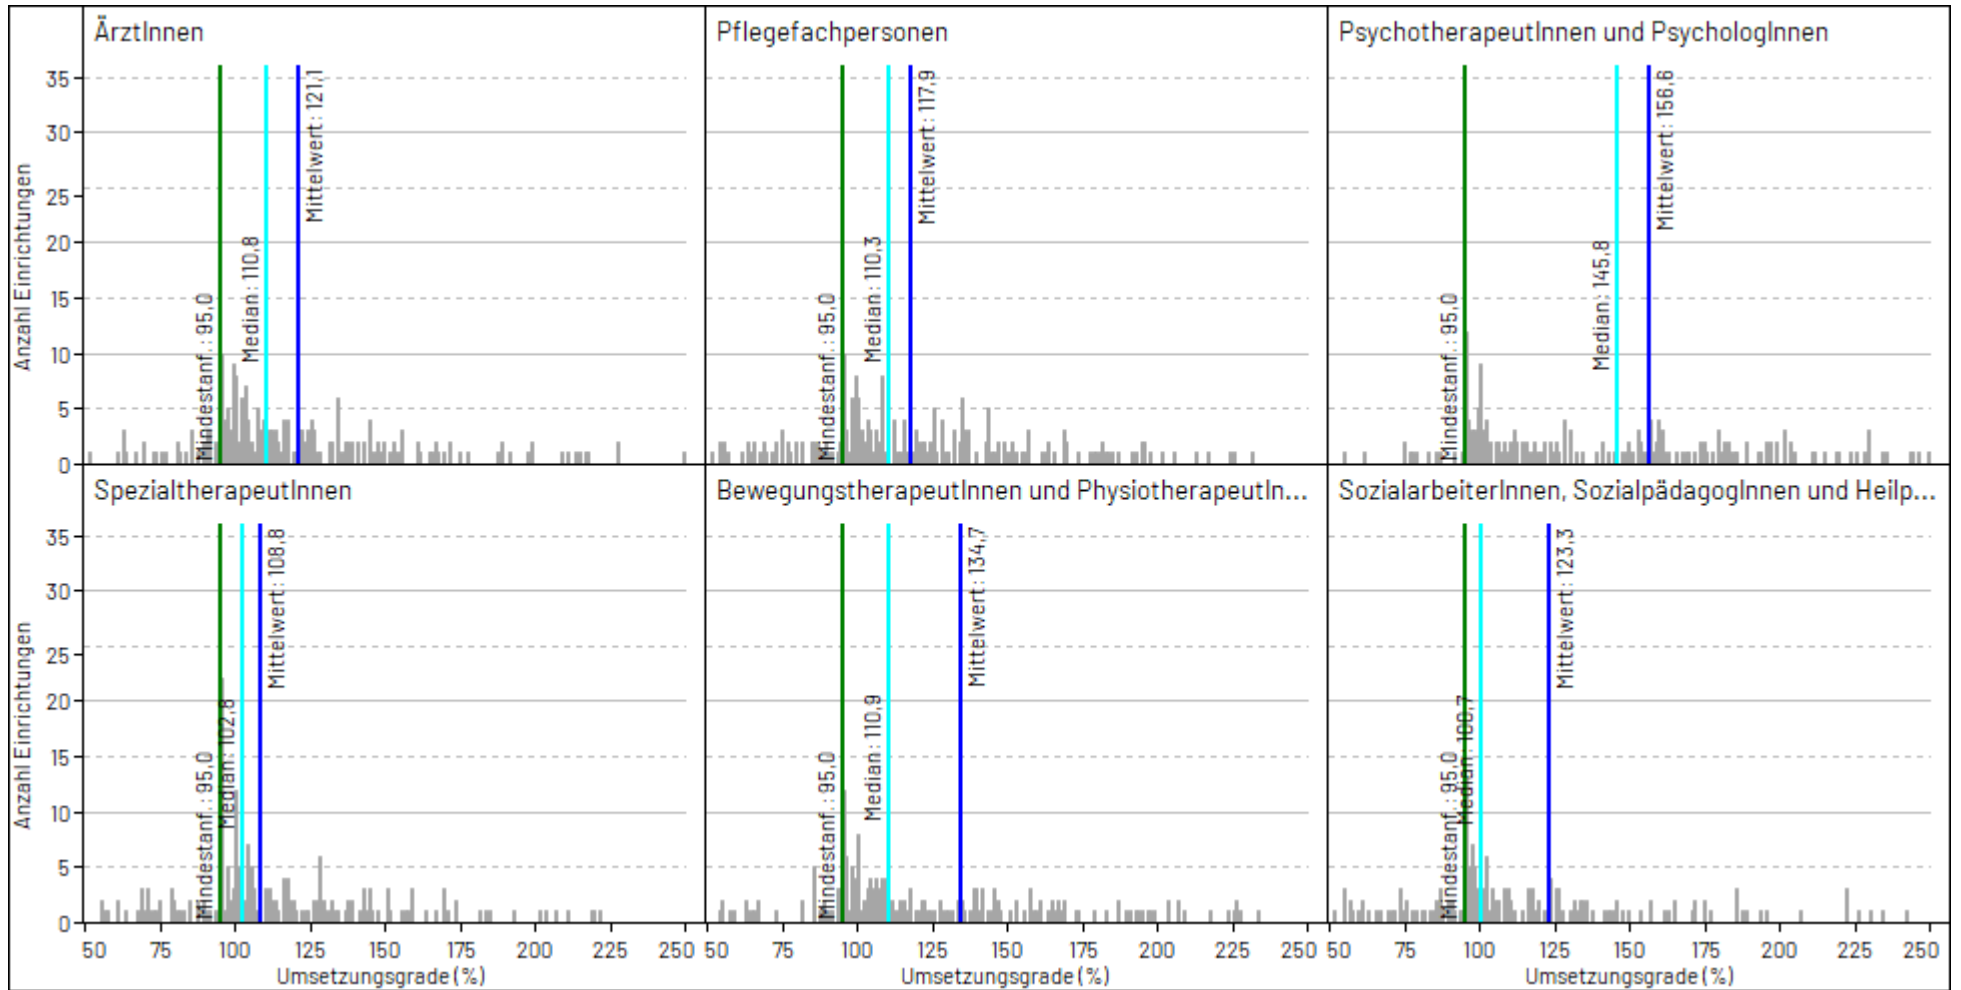 ÄrztInnen
Pflegefachpersonen
PsychotherapeutInnen und PsychologInnen
Anzahl Einrichtungen
35
30
25
20
15
10
5
0
Mindestanf.: 95,0
Median: 110,8
Mittelwert: 121,1
Mindestanf.: 95,0
Median: 110,3
Mittelwert: 117,9
Mindestanf.: 95,0
Median: 145,8
Mittelwert: 156,6
SpezialtherapeutInnen
BewegungstherapeutInnen und PhysiotherapeutIn...
SozialarbeiterInnen, SozialpädagogInnen und Heilp...
Anzahl Einrichtungen
35
30
25
20
15
10
5
0
Mindestanf.: 95,0
Median: 102,8
Mittelwert: 108,8
Mindestanf.: 95,0
Median: 110,9
Mittelwert: 134,7
Mindestanf.: 95,0
Median: 100,7
Mittelwert: 123,3
50 75 100 125 150 175 200 225 250
50 75 100 125 150 175 200 225 250
50 75 100 125 150 175 200 225 250
Umsetzungsgrade (%)
Umsetzungsgrade (%)
Umsetzungsgrade (%)